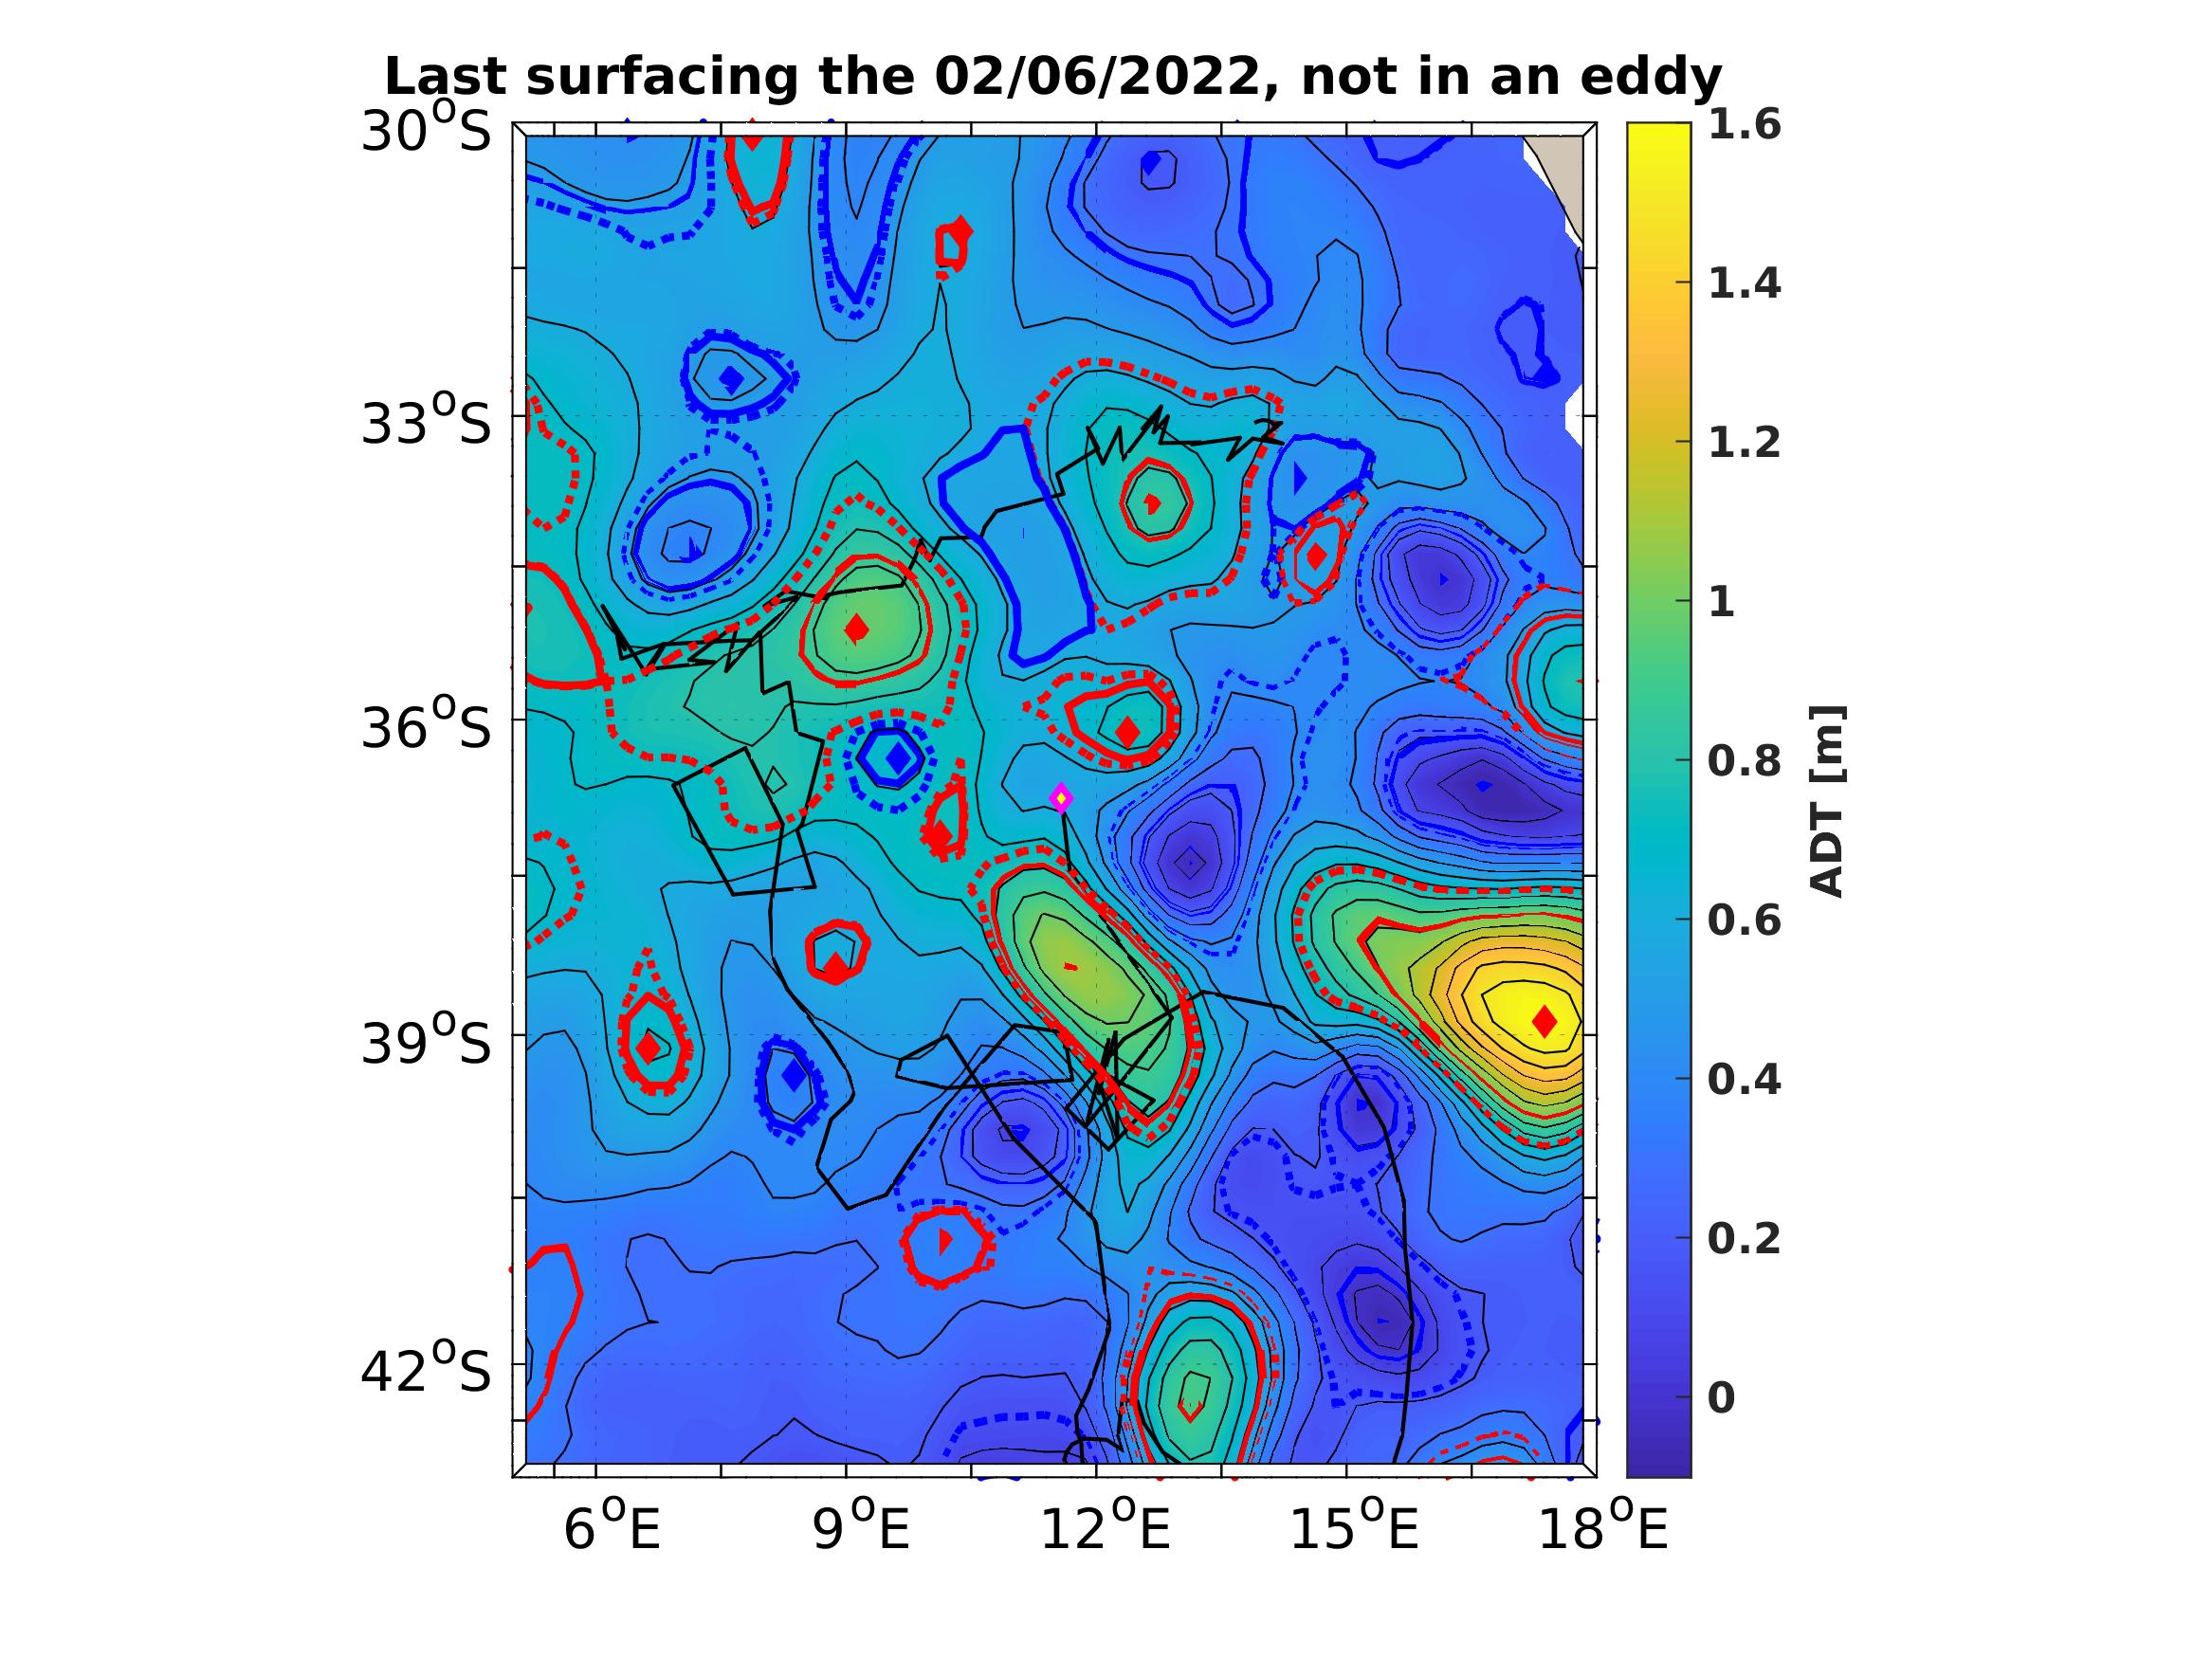 Last surfacing the 02/06/2022, not in an eddy
30°S
33°S
36°S
39°S
42°S
6°E
9°E
12°E
15°E
18°E
1.6
1.4
1.2
1
0.8
0.6
0.4
0.2
0
ADT [m]